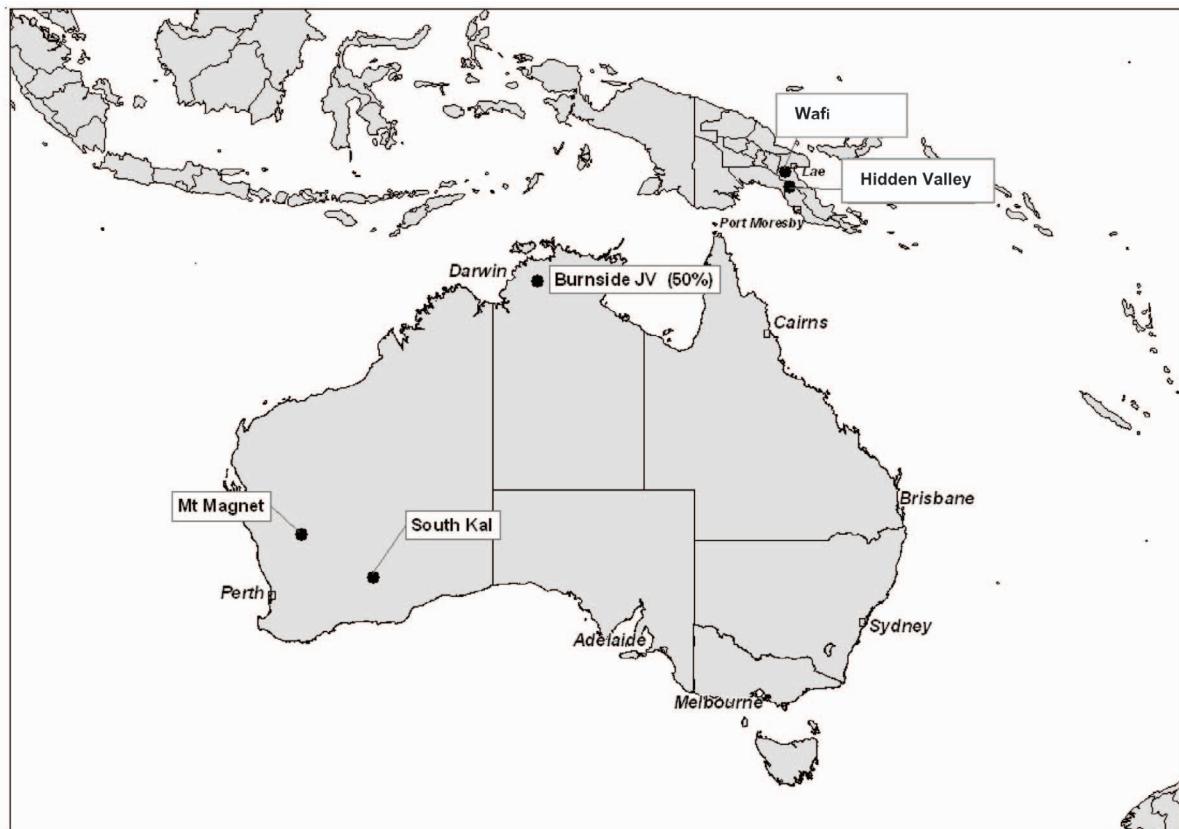 Wafi
Lae
Hidden Valley
Port Moresby
Darwin
Burnside JV (50%)
Cairns
Mt Magnet
South Kal
Brisbane
Perth
Adelaide
Sydney
Melbourne